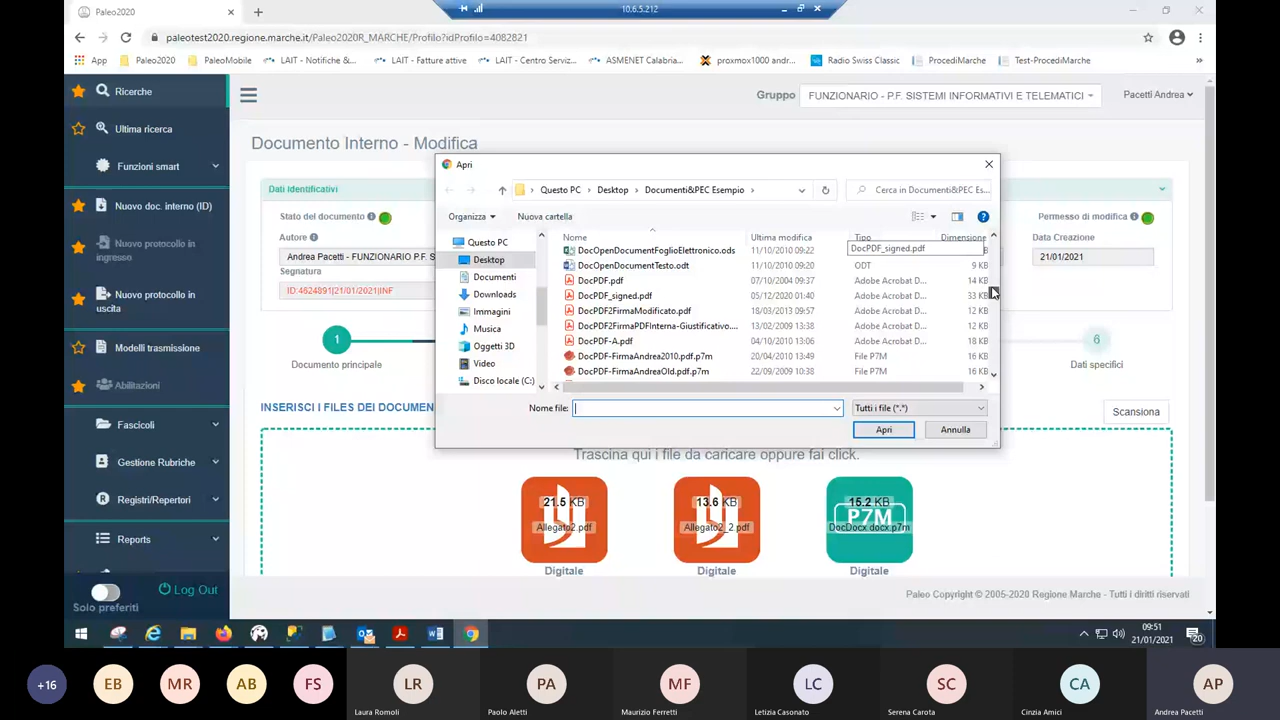 Paleo2020
10.6.5.212
paleotest2020.regione.marche.it/Paleo2020R_MARCHE/Profilo?idProfilo=4082821
App
Paleo2020
PaleoMobile
LAIT - Notifiche &...
LAIT - Fatture attive
LAIT - Centro Serviz...
ASMENET Calabria...
proxmox1000 andr...
Radio Swiss Classic
ProcediMarche
Test-ProcediMarche
Ricerche
Ultima ricerca
Funzioni smart
Nuovo doc. interno (ID)
Nuovo protocollo in
ingresso
Nuovo protocollo in
uscita
Modelli trasmissione
Abilitazioni
Fascicoli
Gestione Rubriche
Registri/Repertori
Reports
Solo preferiti
Log Out
Gruppo
FUNZIONARIO - P.F. SISTEMI INFORMATIVI E TELEMATICI
Pacetti Andrea
Documento Interno - Modifica
Dati Identificativi
Stato del documento
Autore
Andrea Pacetti - FUNZIONARIO P.F. S
Segnatura
ID:4624891|21/01/2021|INF
Permesso di modifica
Data Creazione
21/01/2021
1
Documento principale
6
Dati specifici
INSERISCI I FILES DEI DOCUMEN
Scansiona
Apri
Questo PC
Desktop
Documenti&PEC Esempio
Cerca in Documenti&PEC Es...
Organizza
Nuova cartella
Questo PC
Desktop
Documenti
Downloads
Immagini
Musica
Oggetti 3D
Video
Disco locale (C:)
Nome Ultima modifica Tipo Dimensione
DocOpenDocumentFoglioElettronico.ods 11/10/2010 09:22
DocPDF_signed.pdf
DocOpenDocumentTesto.odt 11/10/2010 09:20 ODT 9 KB
DocPDF.pdf 07/10/2004 09:37 Adobe Acrobat D... 14 KB
DocPDF_signed.pdf 05/12/2020 01:40 Adobe Acrobat D... 33 KB
DocPDF2FirmaModificato.pdf 18/03/2013 09:57 Adobe Acrobat D...
DocPDF2FirmaPDFInterna-Giustificativo.... 13/02/2009 13:38 Adobe Acrobat D...
DocPDF-A.pdf 04/10/2010 13:06 Adobe Acrobat D... 18 KB
DocPDF-FirmaAndrea2010.pdf.p7m 20/04/2010 13:49 File P7M 16 KB
DocPDF-FirmaAndreaOld.pdf.p7m 22/09/2009 10:38 File P7M 16 KB
Nome file:
Tutti i file (*.*)
Apri
Annulla
Trascina qui i file da caricare oppure fai click.
21.5 KB
Allegato2.pdf
Digitale
13.6 KB
Allegato2_2.pdf
Digitale
15.2 KB
P7M
DocDocx.docx.p7m
Digitale
Paleo Copyright © 2005-2020 Regione Marche - Tutti i diritti riservati
09:51
21/01/2021
20
+16
EB
MR
AB
FS
LR
Laura Romoli
PA
Paolo Aletti
MF
Maurizio Ferretti
LC
Letizia Casonato
SC
Serena Carota
CA
Cinzia Amici
AP
Andrea Pacetti